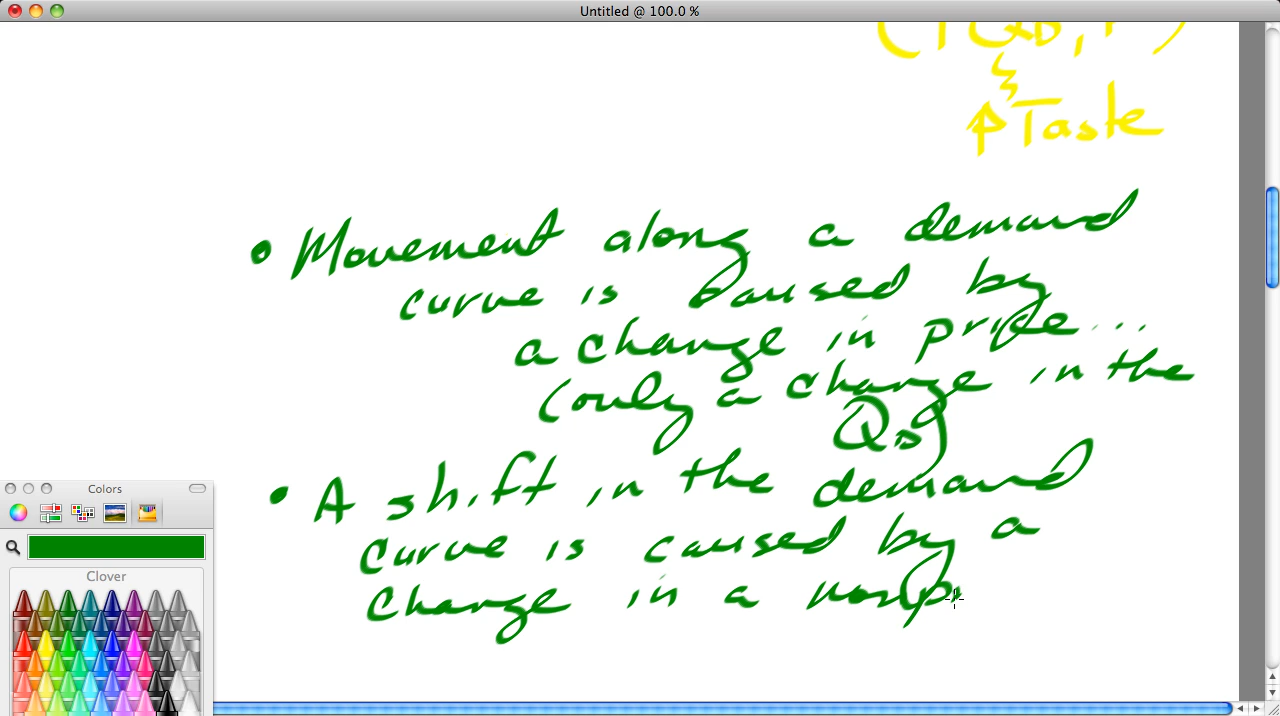 Untitled @ 100.0 %
↑ Taste
• Movement along a demand
curve is caused by
a change in price...
(only a change in the
QD)
• A shift in the demand
curve is caused by a
change in a nonp
Colors
Clover